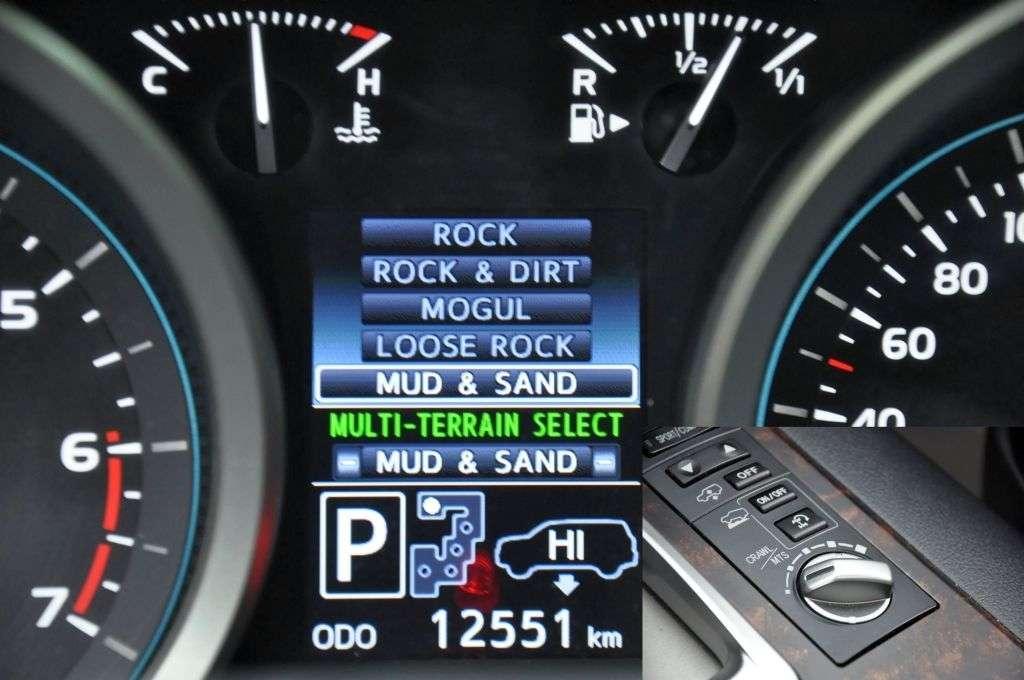 C
H
R
1/2
1/1
5
6
7
ROCK
ROCK & DIRT
MOGUL
LOOSE ROCK
MUD & SAND
MULTI-TERRAIN SELECT
MUD & SAND
P
HI
ODO 12551 km
80
60
40
OFF
ON/OFF
CRAWL/
MTS